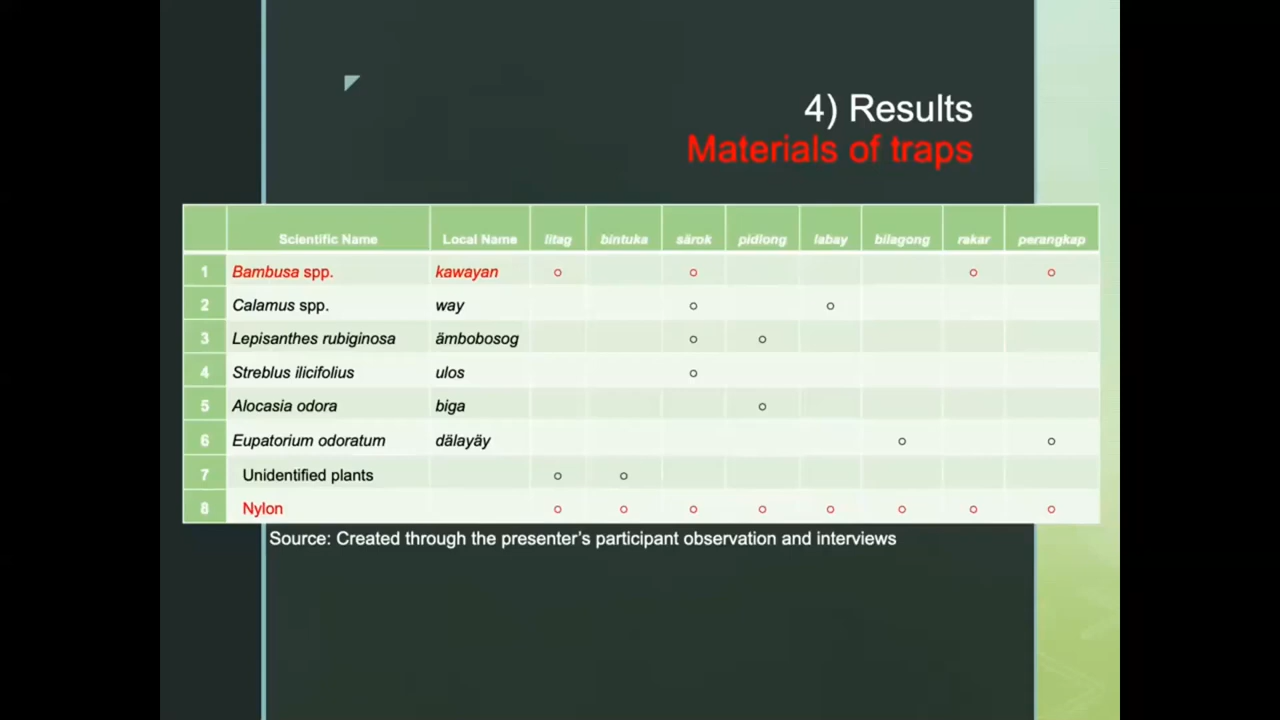 4) Results
Materials of traps
Scientific Name Local Name litag bintuka särok pidlong labay bilagong rakar perangkap
1 Bambusa spp. kawayan ○ ○ ○ ○
2 Calamus spp. way ○ ○
3 Lepisanthes rubiginosa ämbobosog ○ ○
4 Streblus ilicifolius ulos ○
5 Alocasia odora biga ○
6 Eupatorium odoratum dälayäy ○ ○
7 Unidentified plants ○ ○
8 Nylon ○ ○ ○ ○ ○ ○ ○ ○
Source: Created through the presenter's participant observation and interviews